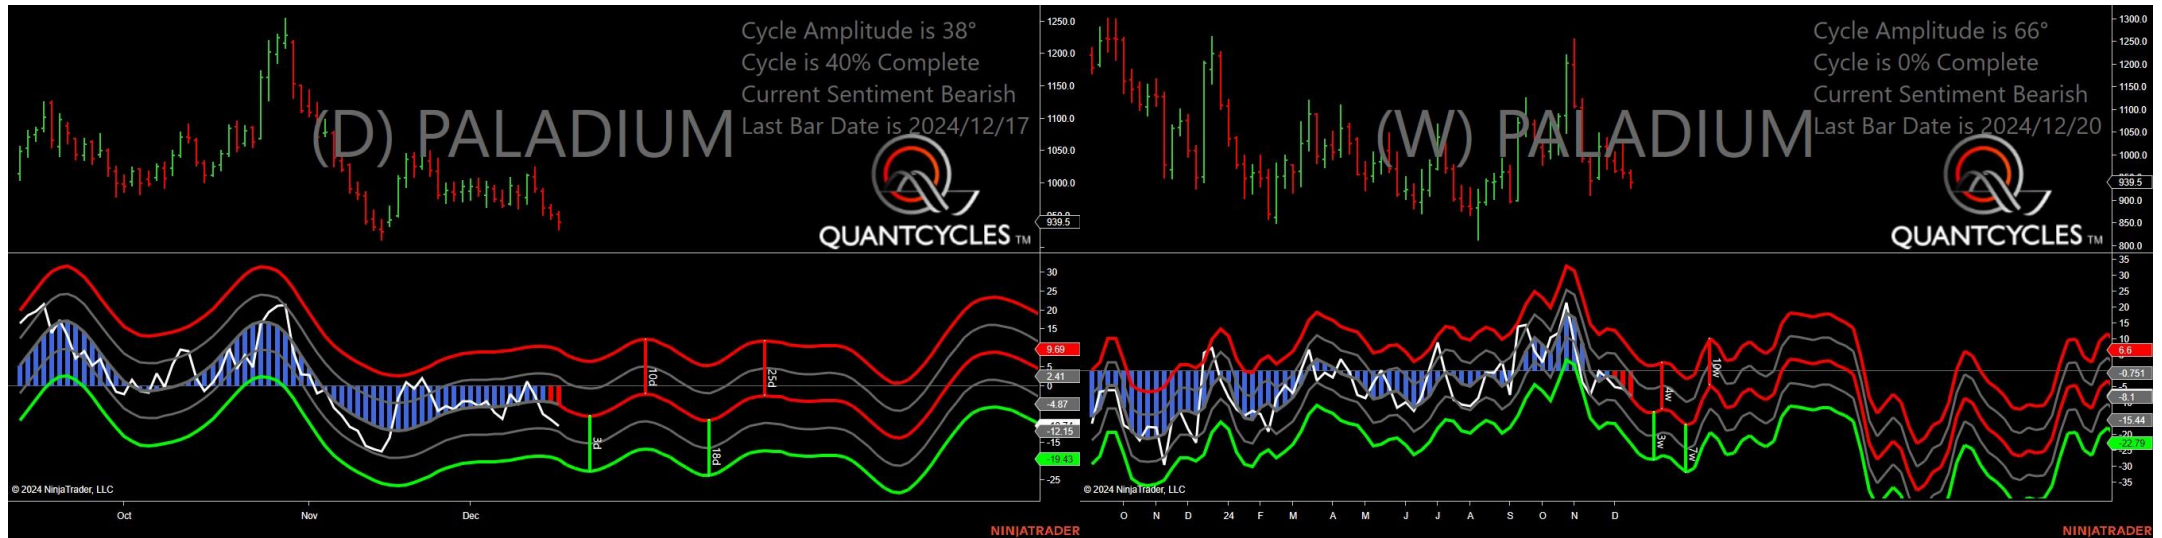 Cycle Amplitude is 38°
Cycle is 40% Complete
Current Sentiment Bearish
Last Bar Date is 2024/12/17
(D) PALADIUM
QUANTCYCLES TM
1250.0
1200.0
1150.0
1100.0
1050.0
1000.0
939.5
30
25
20
15
9.69
5
2.41
0
-4.87
-12.15
-15
-19.43
-25
3d
10d
18d
25d
© 2024 NinjaTrader, LLC
Oct
Nov
Dec
NINJATRADER
Cycle Amplitude is 66°
Cycle is 0% Complete
Current Sentiment Bearish
Last Bar Date is 2024/12/20
(W) PALADIUM
QUANTCYCLES TM
1300.0
1250.0
1200.0
1150.0
1100.0
1050.0
1000.0
939.5
900.0
850.0
800.0
35
30
25
20
15
10
6.6
-0.751
-5
-8.1
-15.44
-20
-22.79
-25
-30
-35
3w
4w
7w
10w
© 2024 NinjaTrader, LLC
O
N
D
24
F
M
A
M
J
J
A
S
O
N
D
NINJATRADER